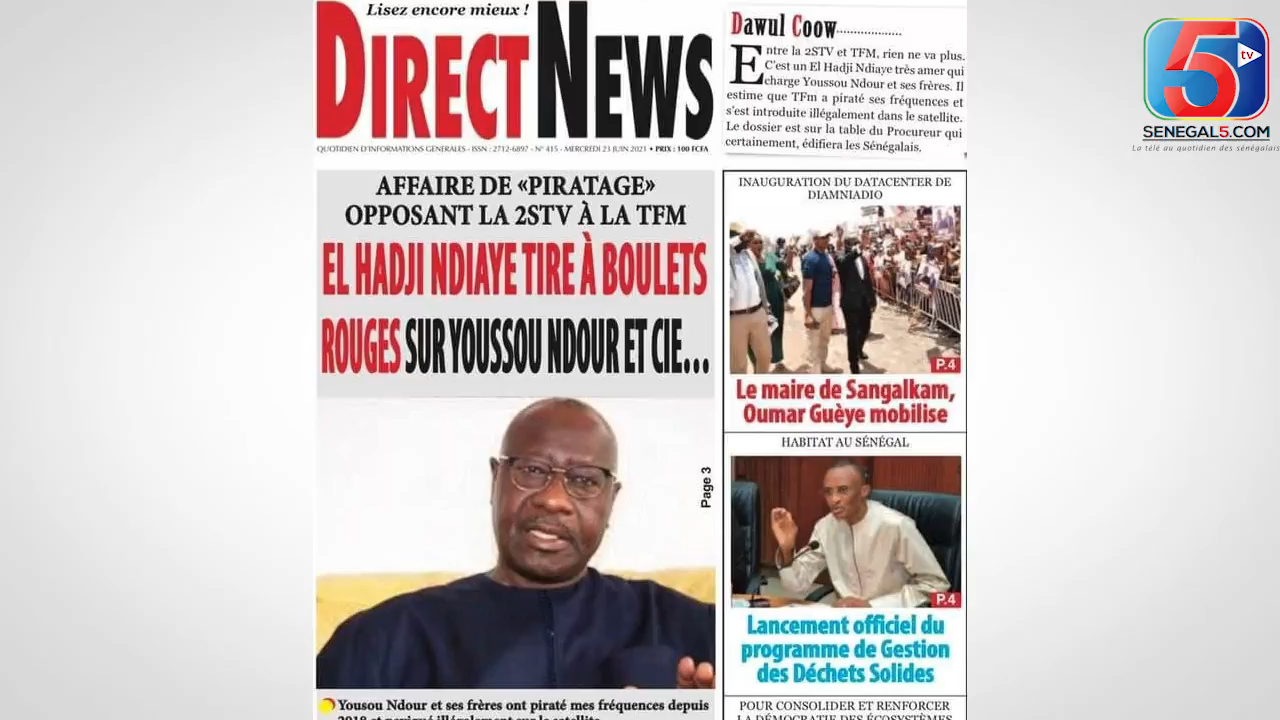 Lisez encore mieux !
DIRECT NEWS
QUOTIDIEN D'INFORMATIONS GENERALES - ISSN : 2712-6897 - N° 415 - MERCREDI 23 JUIN 2021 • PRIX : 100 FCFA
Dawul Coow...................
Entre la 2STV et TFM, rien ne va plus.
C'est un El Hadji Ndiaye très amer qui
charge Youssou Ndour et ses frères. Il
estime que TFm a piraté ses fréquences et
s'est introduite illégalement dans le satellite.
Le dossier est sur la table du Procureur qui
certainement, édifiera les Sénégalais.
5
tv
SENEGAL5.COM
La télé au quotidien des sénégalais
AFFAIRE DE «PIRATAGE»
OPPOSANT LA 2STV À LA TFM
EL HADJI NDIAYE TIRE À BOULETS
ROUGES SUR YOUSSOU NDOUR ET CIE...
Page 3
Yousou Ndour et ses frères ont piraté mes fréquences depuis
INAUGURATION DU DATACENTER DE
DIAMNIADIO
P.4
Le maire de Sangalkam,
Oumar Guèye mobilise
HABITAT AU SÉNÉGAL
P.4
Lancement officiel du
programme de Gestion
des Déchets Solides
POUR CONSOLIDER ET RENFORCER
LA DÉMOCRATIE DES ÉCOSYSTÈMES